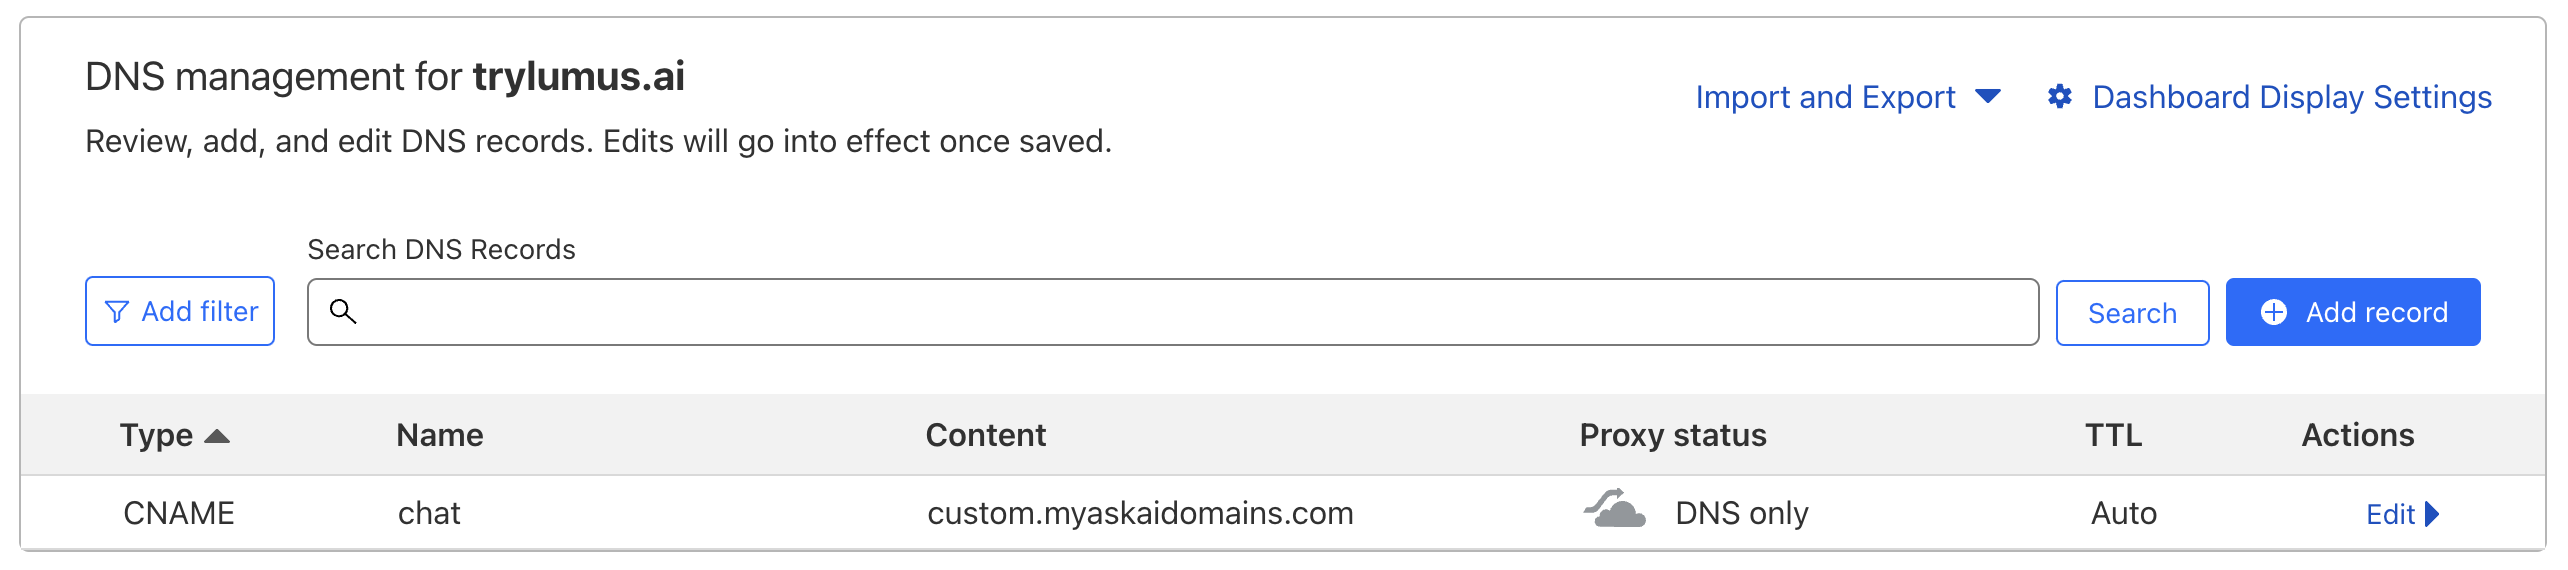 DNS management for trylumus.ai
Import and Export
Dashboard Display Settings
Review, add, and edit DNS records. Edits will go into effect once saved.
Search DNS Records
Add filter
Search
Add record
Type Name Content Proxy status TTL Actions
CNAME chat custom.myaskaidomains.com DNS only Auto Edit